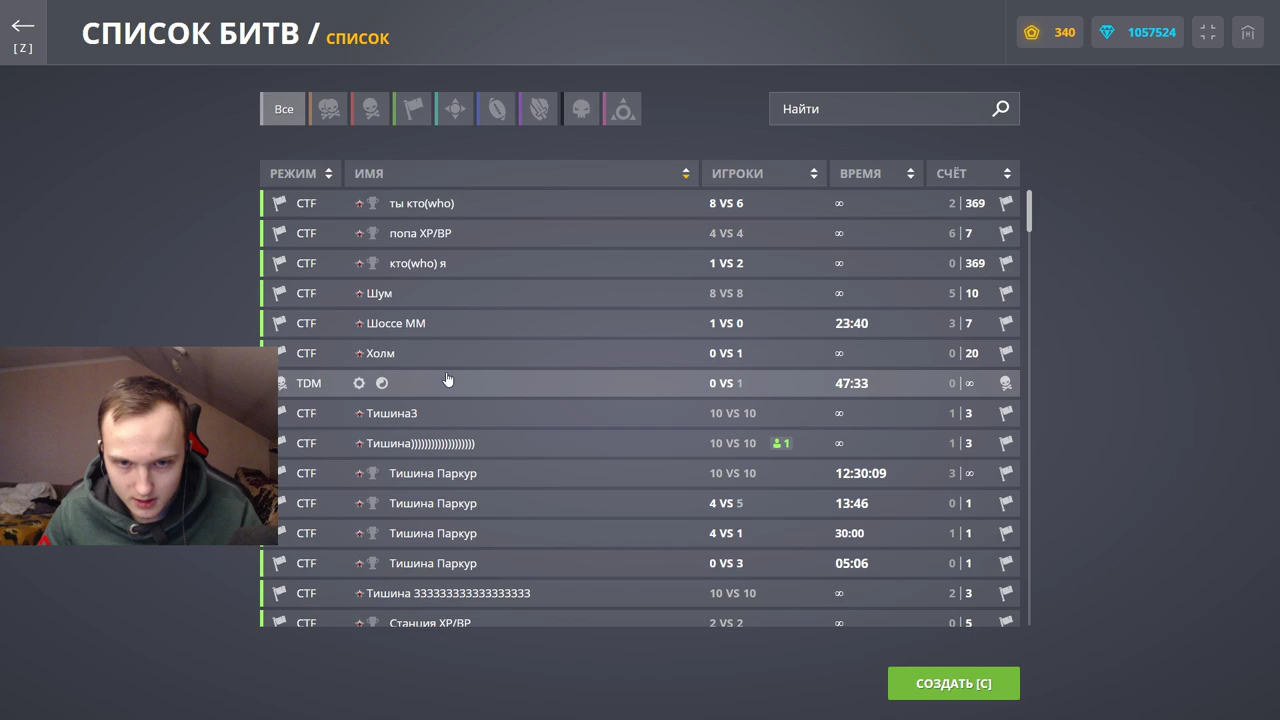 [Z]
СПИСОК БИТВ / СПИСОК
340
1057524
Все
Найти
РЕЖИМ ИМЯ ИГРОКИ ВРЕМЯ СЧЁТ
CTF ты кто(who) 8 VS 6 ∞ 2 | 369
CTF попа XP/BP 4 VS 4 ∞ 6 | 7
CTF кто(who) я 1 VS 2 ∞ 0 | 369
CTF Шум 8 VS 8 ∞ 5 | 10
CTF Шоссе ММ 1 VS 0 23:40 3 | 7
CTF Холм 0 VS 1 ∞ 0 | 20
TDM 0 VS 1 47:33 0 | ∞
CTF Тишина3 10 VS 10 ∞ 1 | 3
CTF Тишина))))))))))))))))))) 10 VS 10 1 ∞ 1 | 3
CTF Тишина Паркур 10 VS 10 12:30:09 3 | ∞
CTF Тишина Паркур 4 VS 5 13:46 0 | 1
CTF Тишина Паркур 4 VS 1 30:00 1 | 1
CTF Тишина Паркур 0 VS 3 05:06 0 | 1
CTF Тишина 333333333333333333 10 VS 10 ∞ 2 | 3
CTF Станция XP/BP 2 VS 2 ∞ 0 | 5
СОЗДАТЬ [C]